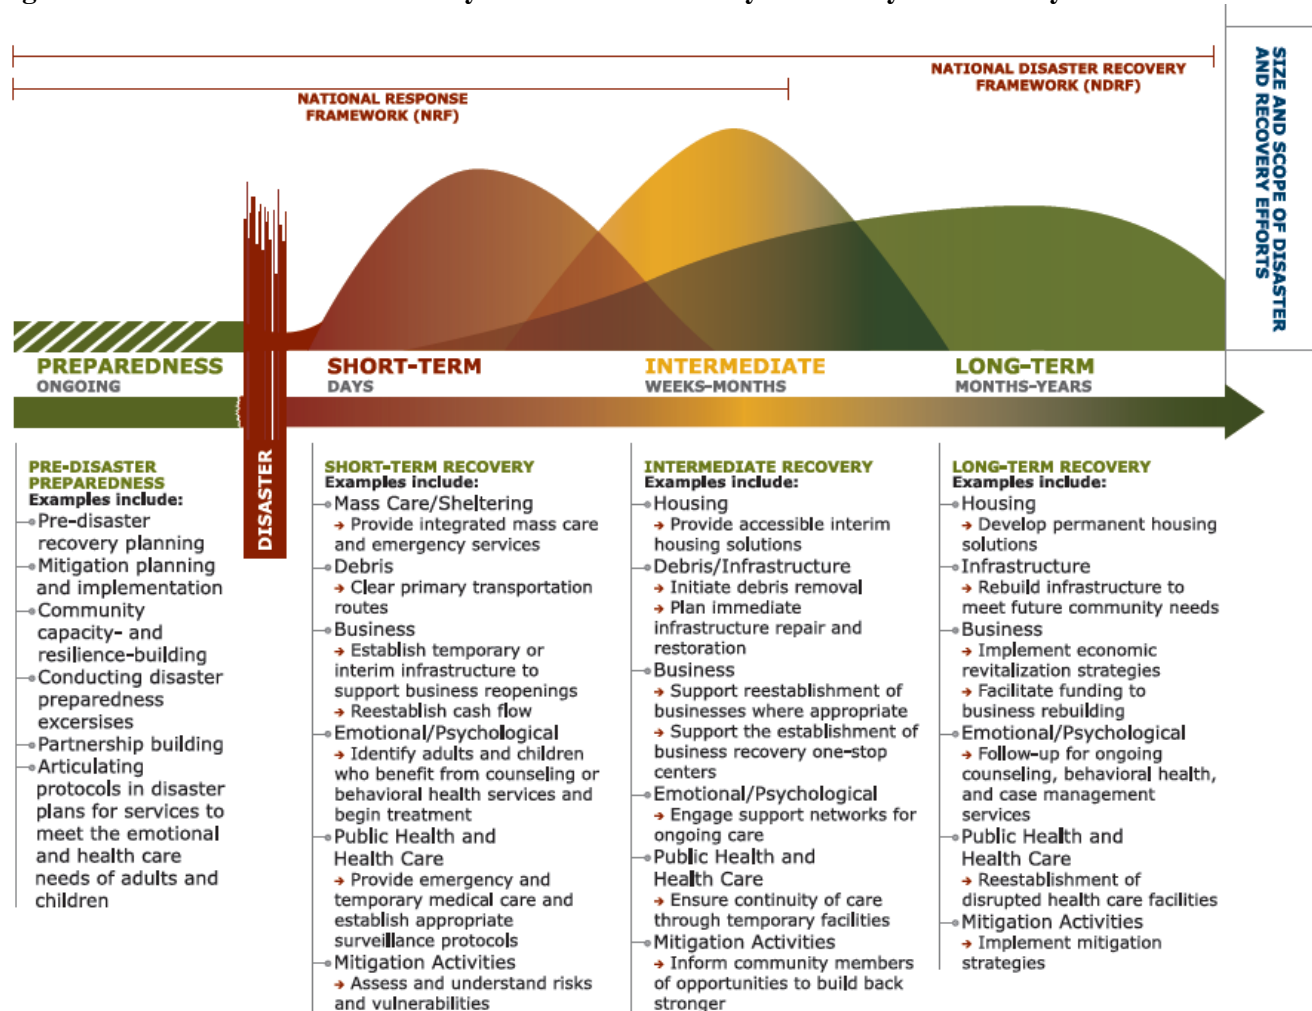 NATIONAL DISASTER RECOVERY
FRAMEWORK (NDRF)
NATIONAL RESPONSE
FRAMEWORK (NRF)
SIZE AND SCOPE OF DISASTER
AND RECOVERY EFFORTS
PREPAREDNESS
ONGOING
SHORT-TERM
DAYS
INTERMEDIATE
WEEKS-MONTHS
LONG-TERM
MONTHS-YEARS
DISASTER
PRE-DISASTER
PREPAREDNESS
Examples include:
Pre-disaster
recovery planning
Mitigation planning
and implementation
Community
capacity- and
resilience-building
Conducting disaster
preparedness
excersises
Partnership building
Articulating
protocols in disaster
plans for services to
meet the emotional
and health care
needs of adults and
children
SHORT-TERM RECOVERY
Examples include:
Mass Care/Sheltering
➔ Provide integrated mass care
and emergency services
Debris
➔ Clear primary transportation
routes
Business
➔ Establish temporary or
interim infrastructure to
support business reopenings
➔ Reestablish cash flow
Emotional/Psychological
➔ Identify adults and children
who benefit from counseling or
behavioral health services and
begin treatment
Public Health and
Health Care
➔ Provide emergency and
temporary medical care and
establish appropriate
surveillance protocols
Mitigation Activities
➔ Assess and understand risks
and vulnerabilities
INTERMEDIATE RECOVERY
Examples include:
Housing
➔ Provide accessible interim
housing solutions
Debris/Infrastructure
➔ Initiate debris removal
➔ Plan immediate
infrastructure repair and
restoration
Business
➔ Support reestablishment of
businesses where appropriate
➔ Support the establishment of
business recovery one-stop
centers
Emotional/Psychological
➔ Engage support networks for
ongoing care
Public Health and
Health Care
➔ Ensure continuity of care
through temporary facilities
Mitigation Activities
➔ Inform community members
of opportunities to build back
stronger
LONG-TERM RECOVERY
Examples include:
Housing
➔ Develop permanent housing
solutions
Infrastructure
➔ Rebuild infrastructure to
meet future community needs
Business
➔ Implement economic
revitalization strategies
➔ Facilitate funding to
business rebuilding
Emotional/Psychological
➔ Follow-up for ongoing
counseling, behavioral health,
and case management
services
Public Health and
Health Care
➔ Reestablishment of
disrupted health care facilities
Mitigation Activities
➔ Implement mitigation
strategies